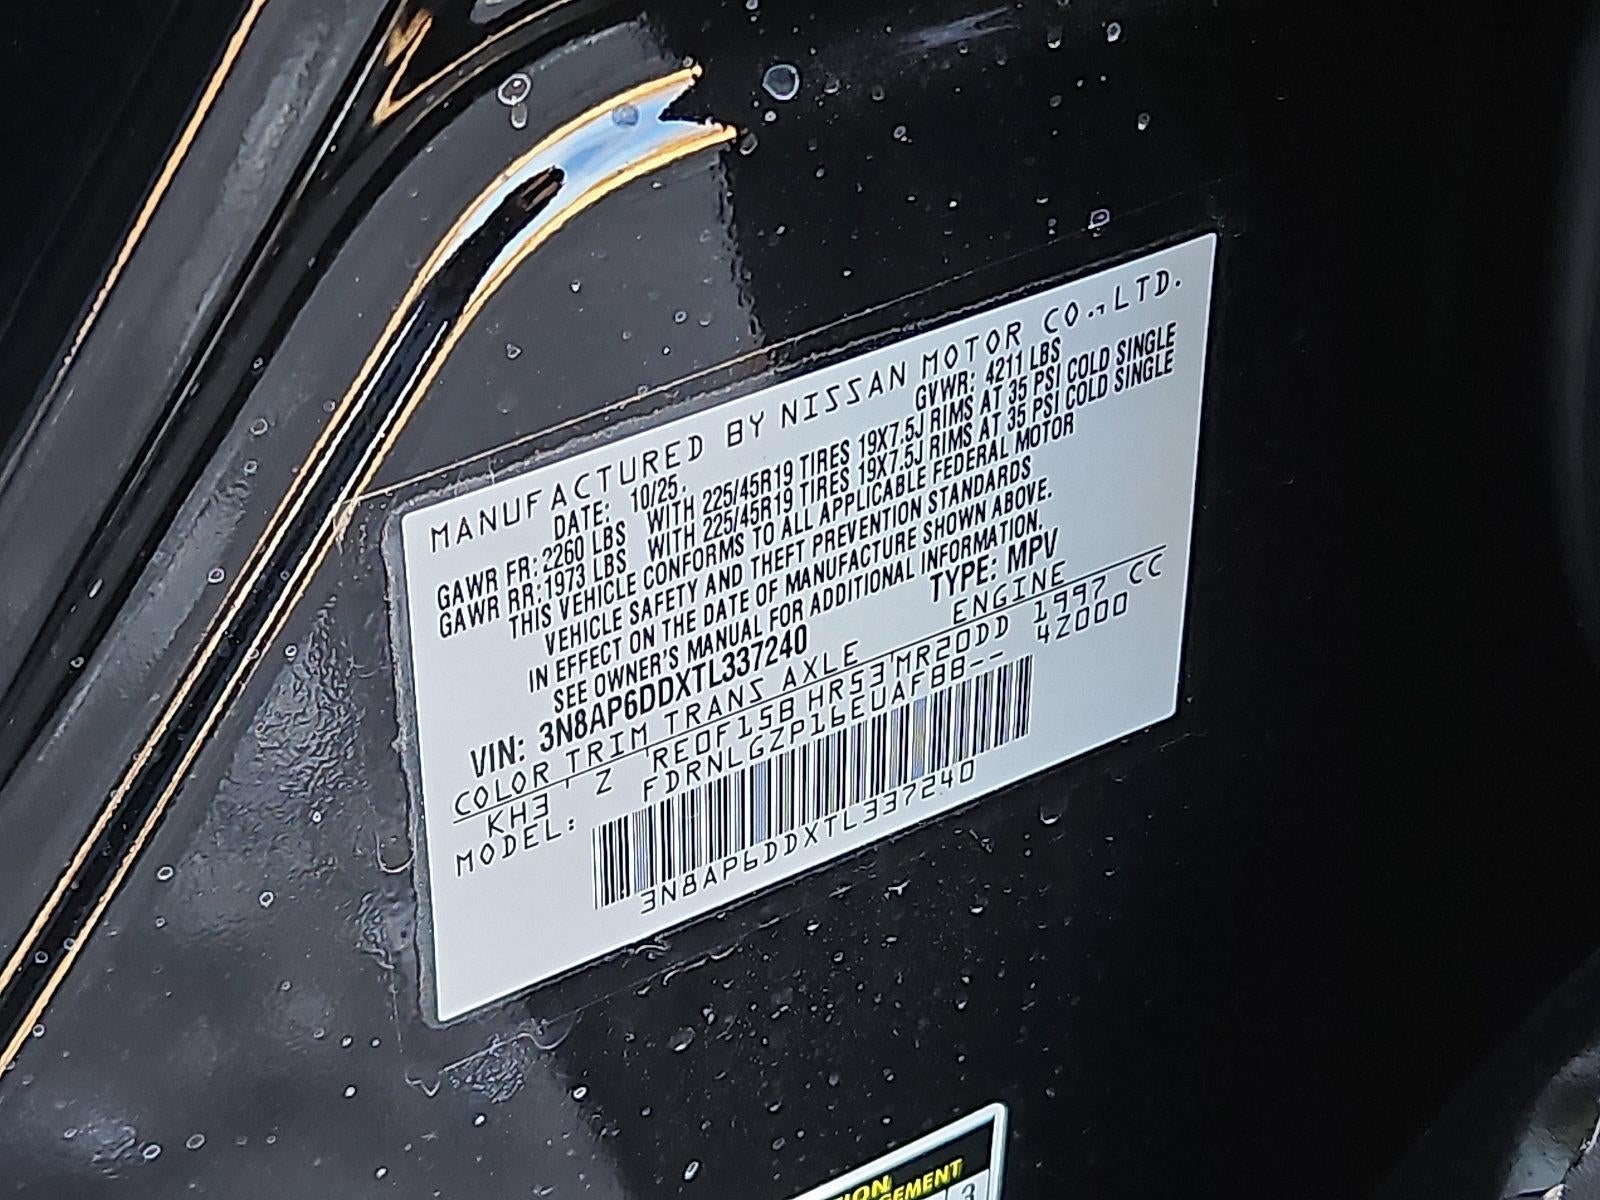 MANUFACTURED BY NISSAN MOTOR CO., LTD.
DATE: 10/25. GVWR: 4211 LBS
GAWR FR: 2260 LBS WITH 225/45R19 TIRES 19X7.5J RIMS AT 35 PSI COLD SINGLE
GAWR RR: 1973 LBS WITH 225/45R19 TIRES 19X7.5J RIMS AT 35 PSI COLD SINGLE
THIS VEHICLE CONFORMS TO ALL APPLICABLE FEDERAL MOTOR
VEHICLE SAFETY AND THEFT PREVENTION STANDARDS
IN EFFECT ON THE DATE OF MANUFACTURE SHOWN ABOVE.
SEE OWNER'S MANUAL FOR ADDITIONAL INFORMATION.
VIN: 3N8AP6DDXTL337240 TYPE: MPV
COLOR TRIM TRANS AXLE ENGINE
KH3 Z RE0F15B HR53 MR20DD 1997 CC
MODEL: FDRNLGZP16EUAFBB-- 4Z000
3N8AP6DDXTL337240
3